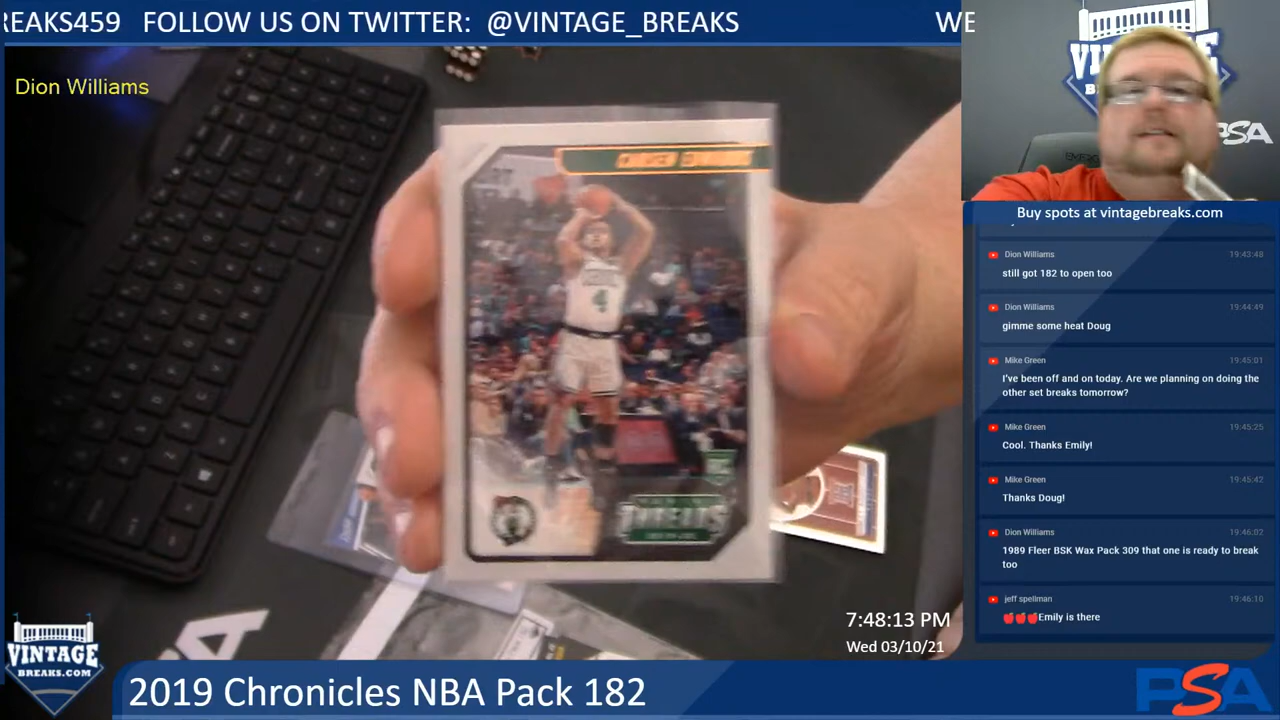 REAKS459 FOLLOW US ON TWITTER: @VINTAGE_BREAKS WE
Dion Williams
4
RC
THREADS
VINTAGE
BREAKS.COM
7:48:13 PM
Wed 03/10/21
2019 Chronicles NBA Pack 182
PSA
Buy spots at vintagebreaks.com
Dion Williams 19:43:48
still got 182 to open too
Dion Williams 19:44:49
gimme some heat Doug
Mike Green 19:45:01
I've been off and on today. Are we planning on doing the
other set breaks tomorrow?
Mike Green 19:45:25
Cool. Thanks Emily!
Mike Green 19:45:42
Thanks Doug!
Dion Williams 19:46:02
1989 Fleer BSK Wax Pack 309 that one is ready to break
too
jeff spellman 19:46:10
Emily is there
PSA